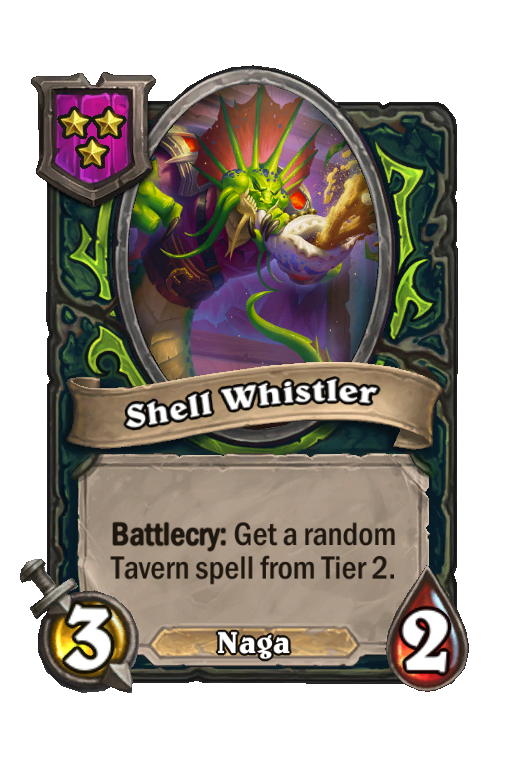 Shell Whistler
Battlecry: Get a random
Tavern spell from Tier 2.
3
Naga
2